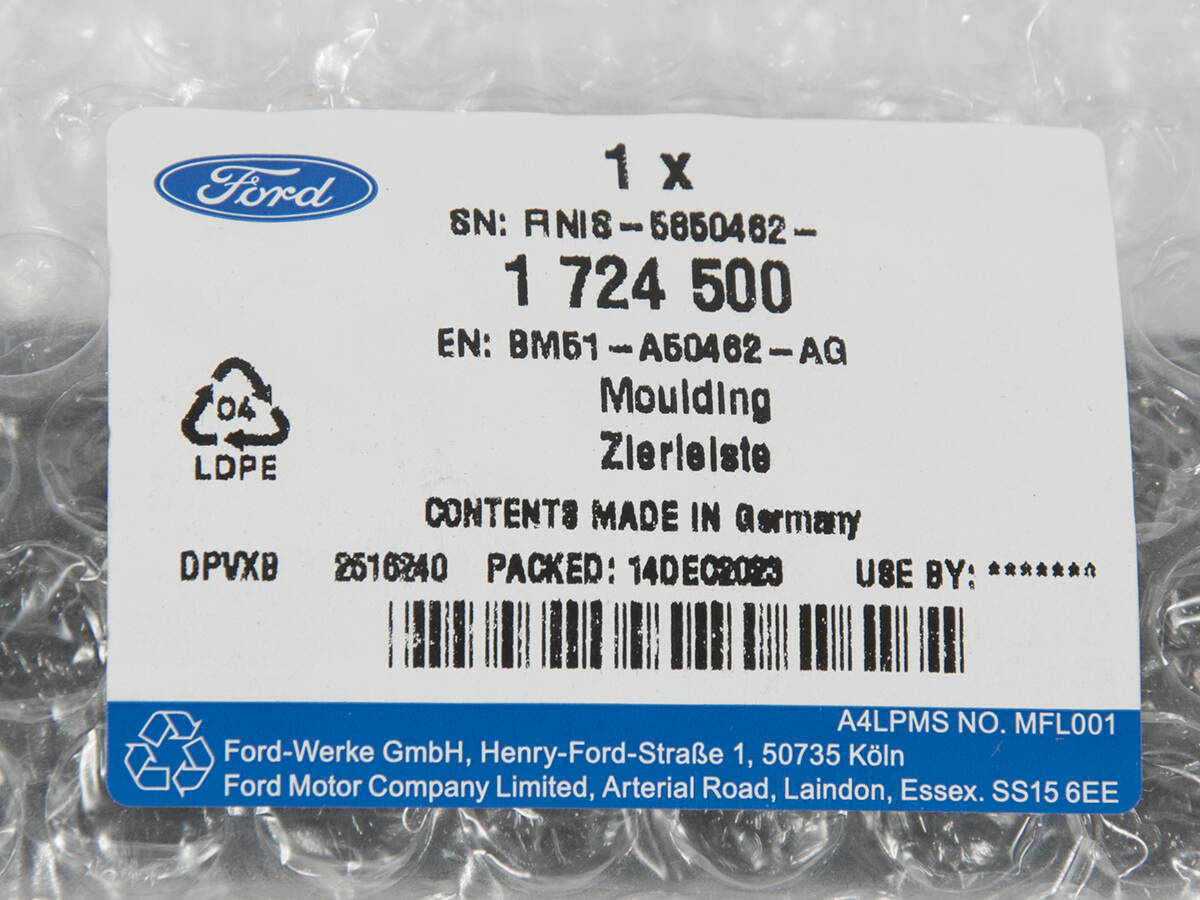 Ford
1 x
SN: FINIS-5650462-
1 724 500
EN: BM51-A50462-AG
Moulding
Zierleiste
04
LDPE
CONTENTS MADE IN Germany
DPVXB 2516240 PACKED: 14DEC2023 USE BY: *******
A4LPMS NO. MFL001
Ford-Werke GmbH, Henry-Ford-Straße 1, 50735 Köln
Ford Motor Company Limited, Arterial Road, Laindon, Essex. SS15 6EE